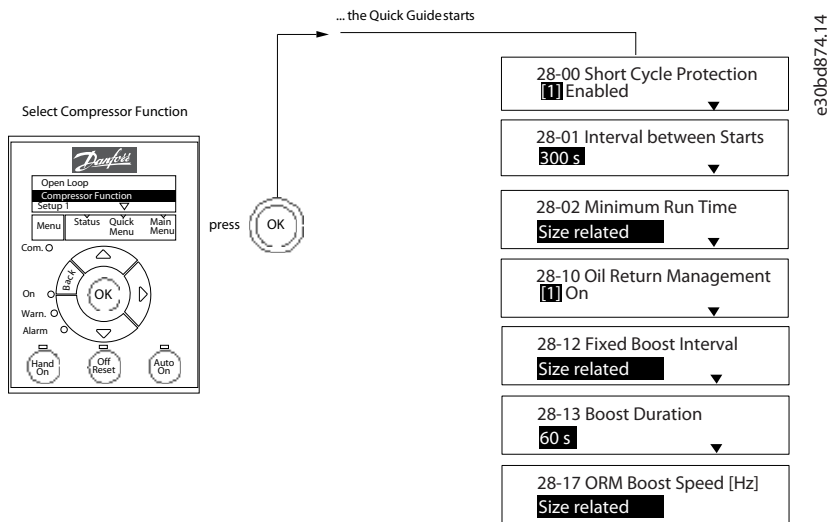 ... the Quick Guidestarts
e30bd874.14
Select Compressor Function
Danfoss
Open Loop
Compressor Function
Setup 1
Menu
Status
Quick Menu
Main Menu
Com.
Back
OK
On
Warn.
Alarm
Hand On
Off Reset
Auto On
press
OK
28-00 Short Cycle Protection
[1] Enabled
28-01 Interval between Starts
300 s
28-02 Minimum Run Time
Size related
28-10 Oil Return Management
[1] On
28-12 Fixed Boost Interval
Size related
28-13 Boost Duration
60 s
28-17 ORM Boost Speed [Hz]
Size related